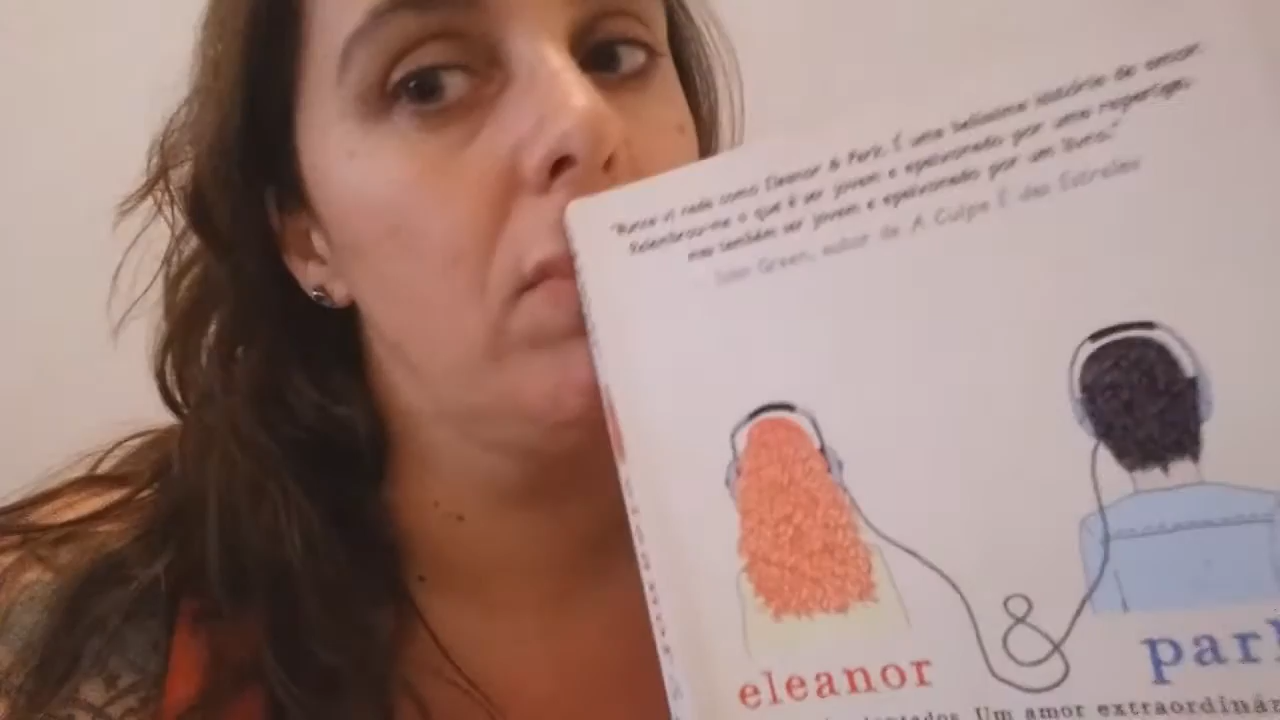 "Nunca vi nada como Eleanor & Park. É uma belíssima história de amor.
Relembrou-me o que é ser jovem e apaixonado por uma rapariga,
mas também ser jovem e apaixonado por um livro."
John Green, autor de A Culpa É das Estrelas
&
eleanor
par
Um amor extraordinár